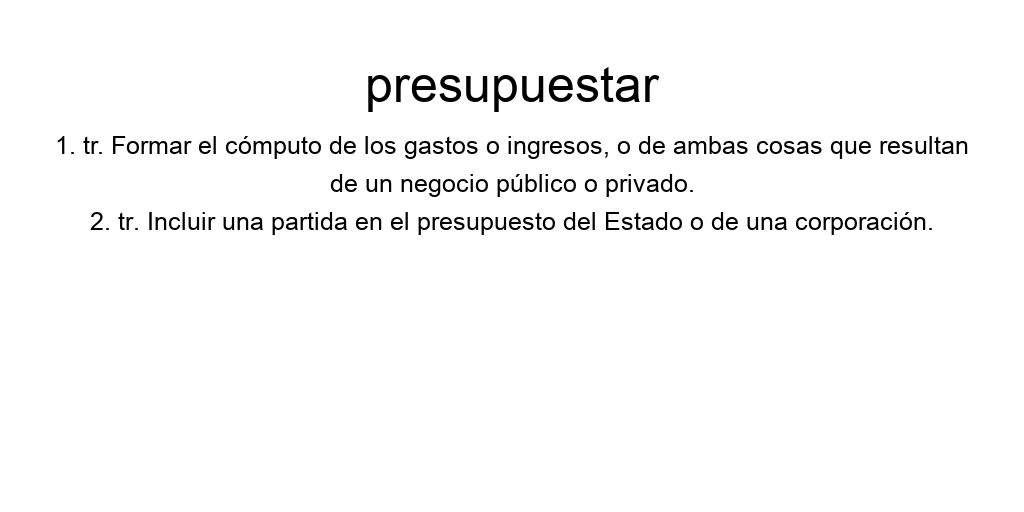 presupuestar
1. tr. Formar el cómputo de los gastos o ingresos, o de ambas cosas que resultan
de un negocio público o privado.
2. tr. Incluir una partida en el presupuesto del Estado o de una corporación.